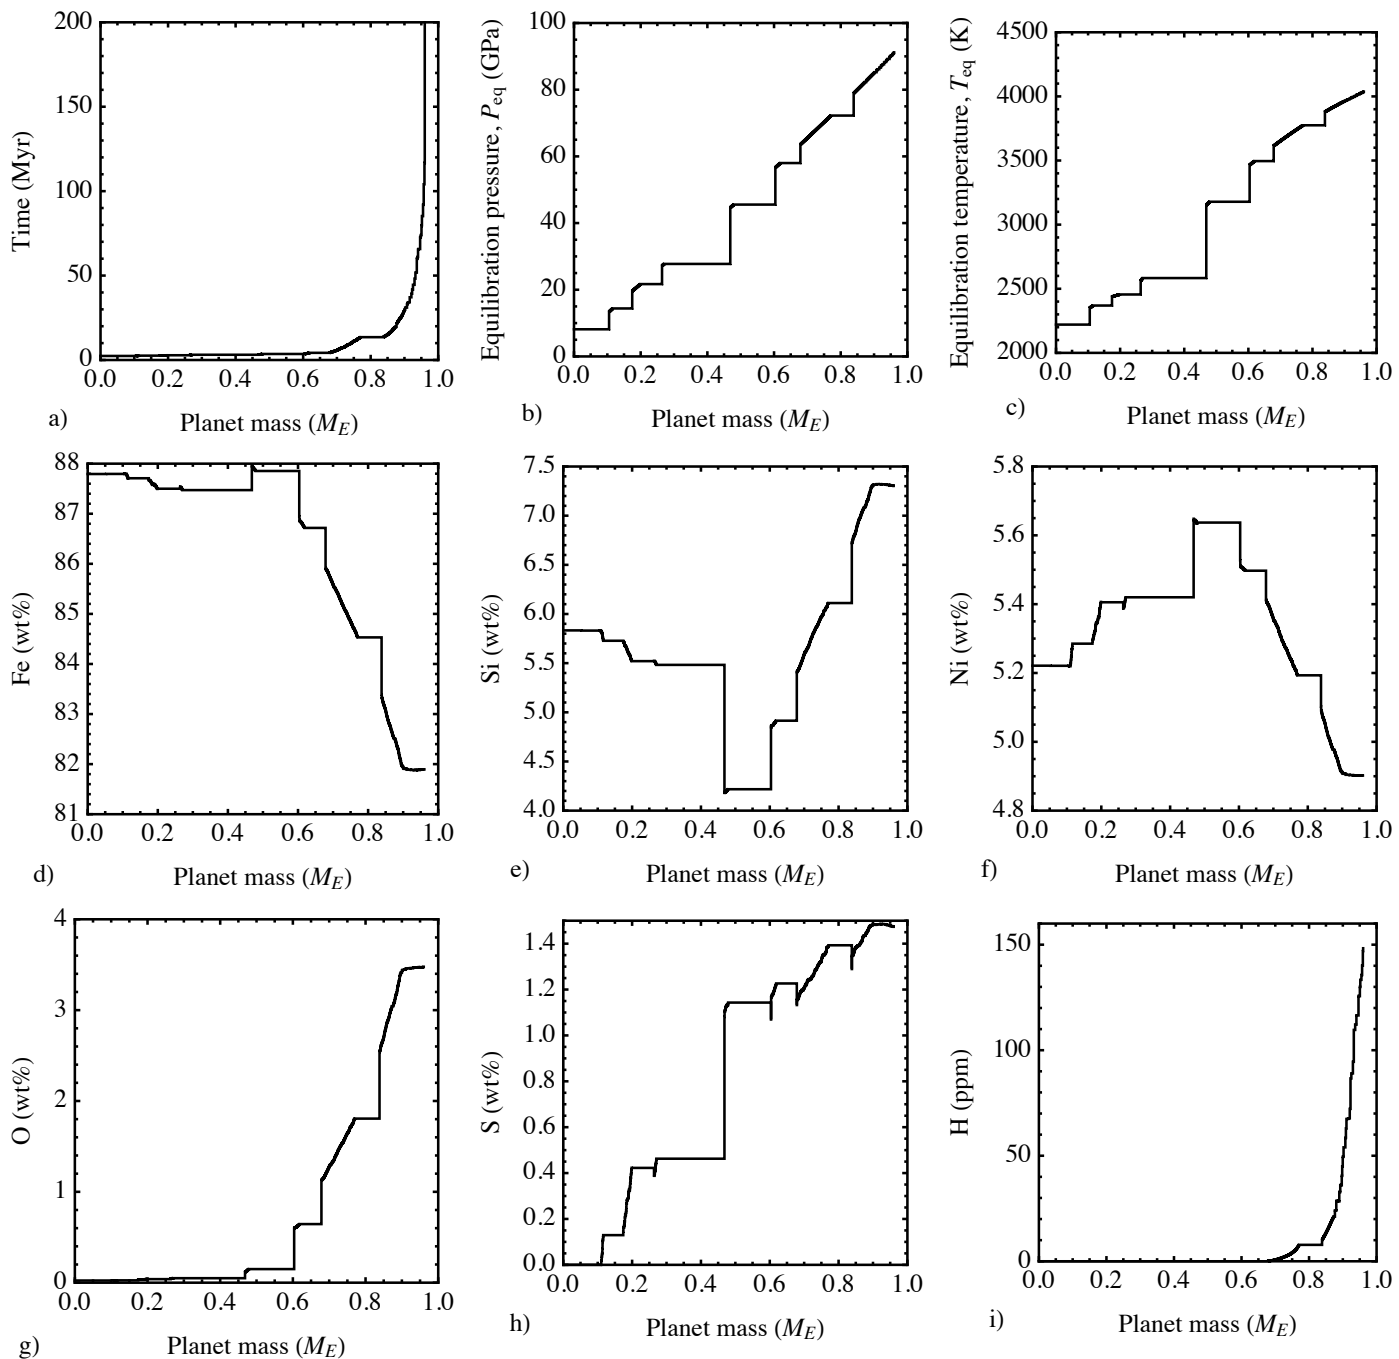 200
150
100
50
0
Time (Myr)
0.0 0.2 0.4 0.6 0.8 1.0
a)
Planet mass (M_E)
100
80
60
40
20
0
Equilibration pressure, P_eq (GPa)
0.0 0.2 0.4 0.6 0.8 1.0
b)
Planet mass (M_E)
4500
4000
3500
3000
2500
2000
Equilibration temperature, T_eq (K)
0.0 0.2 0.4 0.6 0.8 1.0
c)
Planet mass (M_E)
88
87
86
85
84
83
82
81
Fe (wt%)
0.0 0.2 0.4 0.6 0.8 1.0
d)
Planet mass (M_E)
7.5
7.0
6.5
6.0
5.5
5.0
4.5
4.0
Si (wt%)
0.0 0.2 0.4 0.6 0.8 1.0
e)
Planet mass (M_E)
5.8
5.6
5.4
5.2
5.0
4.8
Ni (wt%)
0.0 0.2 0.4 0.6 0.8 1.0
f)
Planet mass (M_E)
4
3
2
1
0
O (wt%)
0.0 0.2 0.4 0.6 0.8 1.0
g)
Planet mass (M_E)
1.4
1.2
1.0
0.8
0.6
0.4
0.2
0.0
S (wt%)
0.0 0.2 0.4 0.6 0.8 1.0
h)
Planet mass (M_E)
150
100
50
0
H (ppm)
0.0 0.2 0.4 0.6 0.8 1.0
i)
Planet mass (M_E)